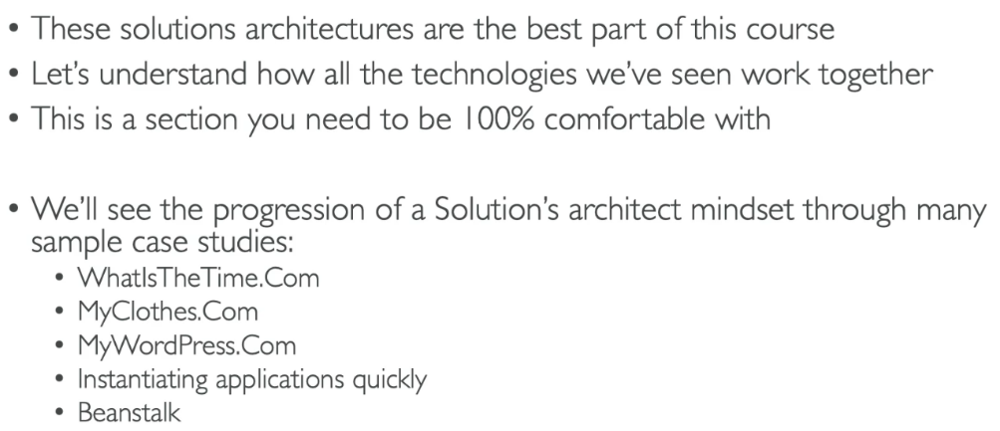 • These solutions architectures are the best part of this course
• Let's understand how all the technologies we've seen work together
• This is a section you need to be 100% comfortable with
• We'll see the progression of a Solution's architect mindset through many
sample case studies:
• WhatIsTheTime.Com
• MyClothes.Com
• MyWordPress.Com
• Instantiating applications quickly
• Beanstalk